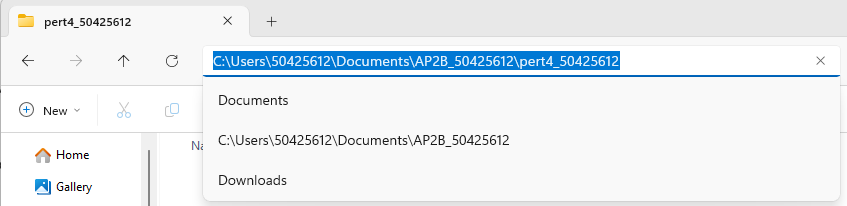 pert4_50425612
C:\Users\50425612\Documents\AP2B_50425612\pert4_50425612
Documents
New
C:\Users\50425612\Documents\AP2B_50425612
Home
Downloads
Gallery